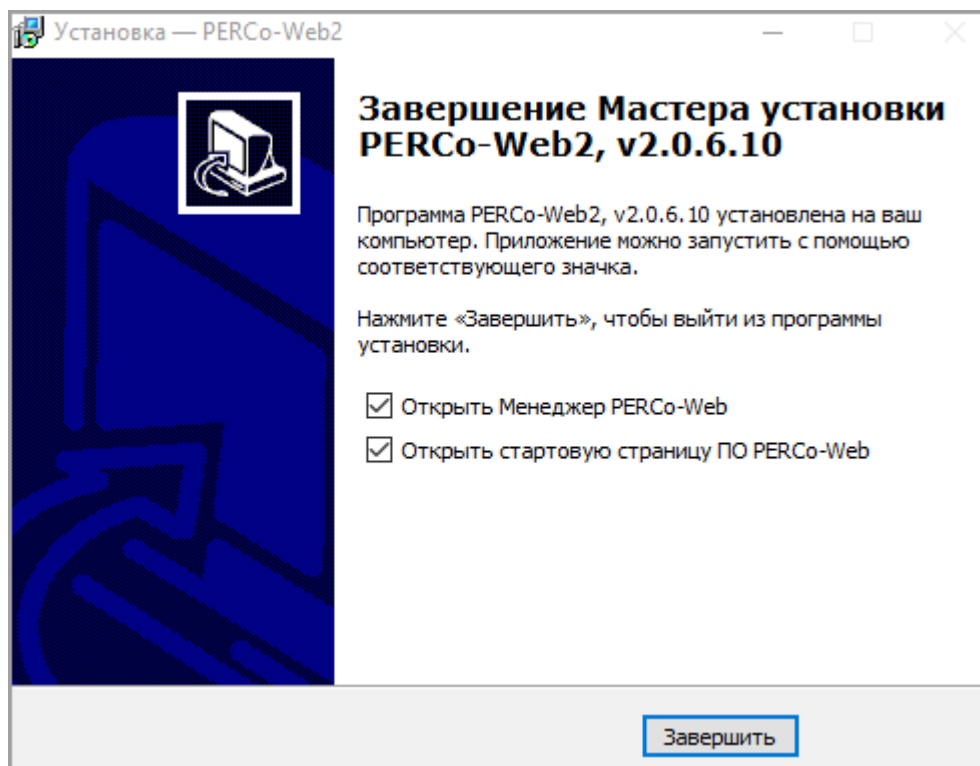 Установка — PERCo-Web2
Завершение Мастера установки
PERCo-Web2, v2.0.6.10
Программа PERCo-Web2, v2.0.6.10 установлена на ваш
компьютер. Приложение можно запустить с помощью
соответствующего значка.
Нажмите «Завершить», чтобы выйти из программы
установки.
Открыть Менеджер PERCo-Web
Открыть стартовую страницу ПО PERCo-Web
Завершить